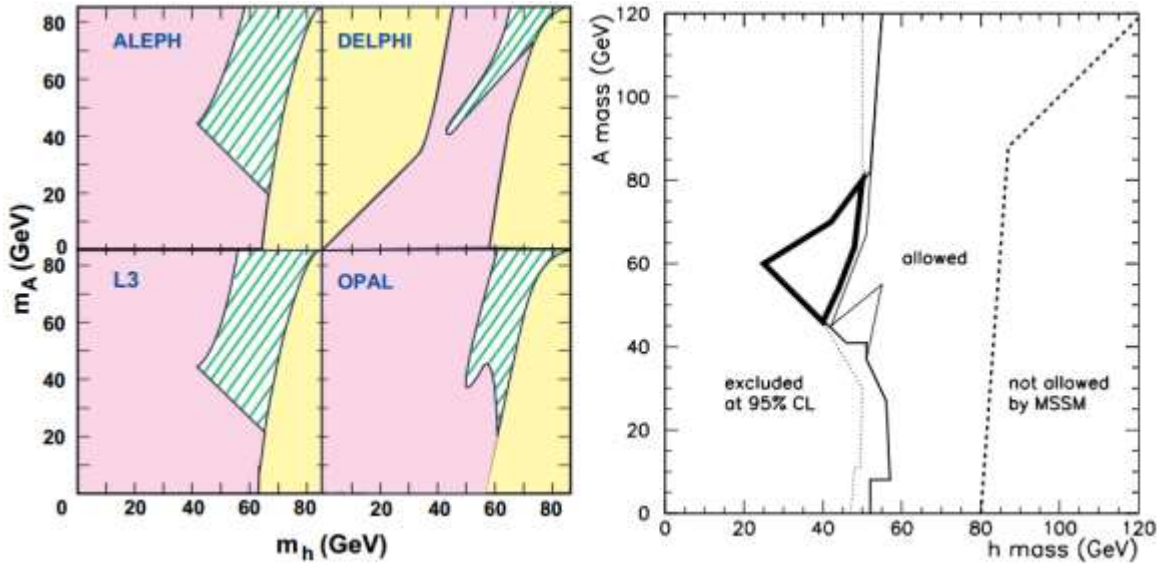 ALEPH
DELPHI
80
60
40
20
0
L3
OPAL
80
60
40
20
0
0
20
40
60
80
20
40
60
80
m_A (GeV)
m_h (GeV)
A mass (GeV)
120
100
80
60
40
20
0
allowed
excluded
at 95% CL
not allowed
by MSSM
0
20
40
60
80
100
120
h mass (GeV)